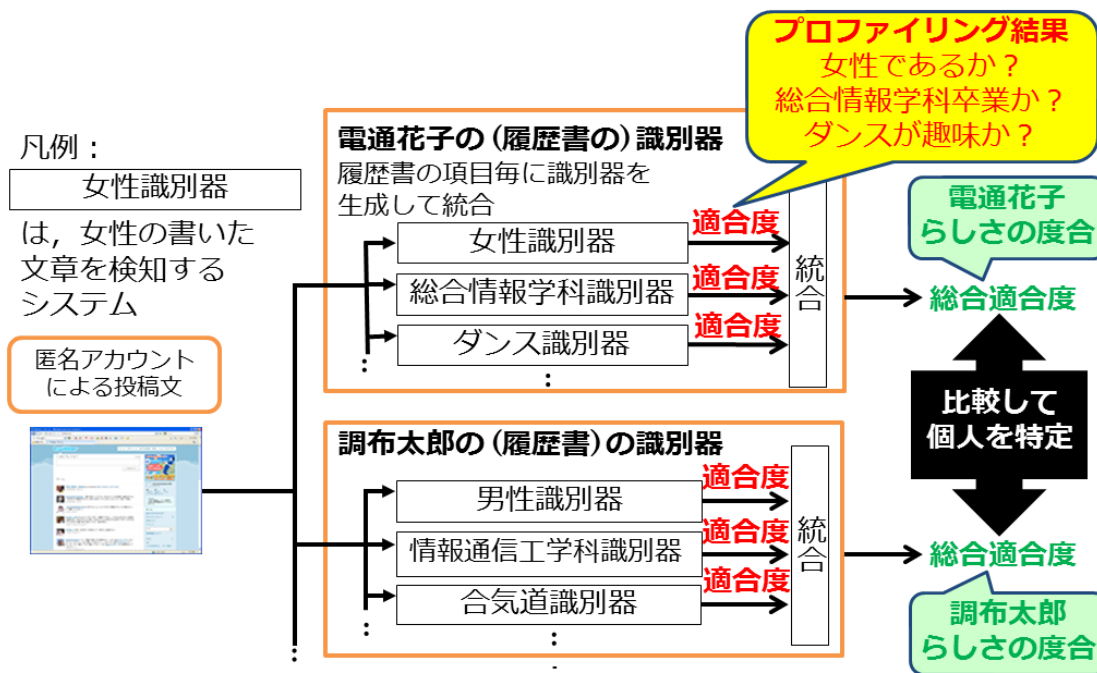 プロファイリング結果
女性であるか？
総合情報学科卒業か？
ダンスが趣味か？
凡例：
女性識別器
は，女性の書いた
文章を検知する
システム
匿名アカウント
による投稿文
電通花子の(履歴書の)識別器
履歴書の項目毎に識別器を
生成して統合
女性識別器
適合度
総合情報学科識別器
適合度
ダンス識別器
適合度
統合
電通花子
らしさの度合
総合適合度
比較して
個人を特定
調布太郎の(履歴書)の識別器
男性識別器
適合度
情報通信工学科識別器
適合度
合気道識別器
適合度
統合
総合適合度
調布太郎
らしさの度合